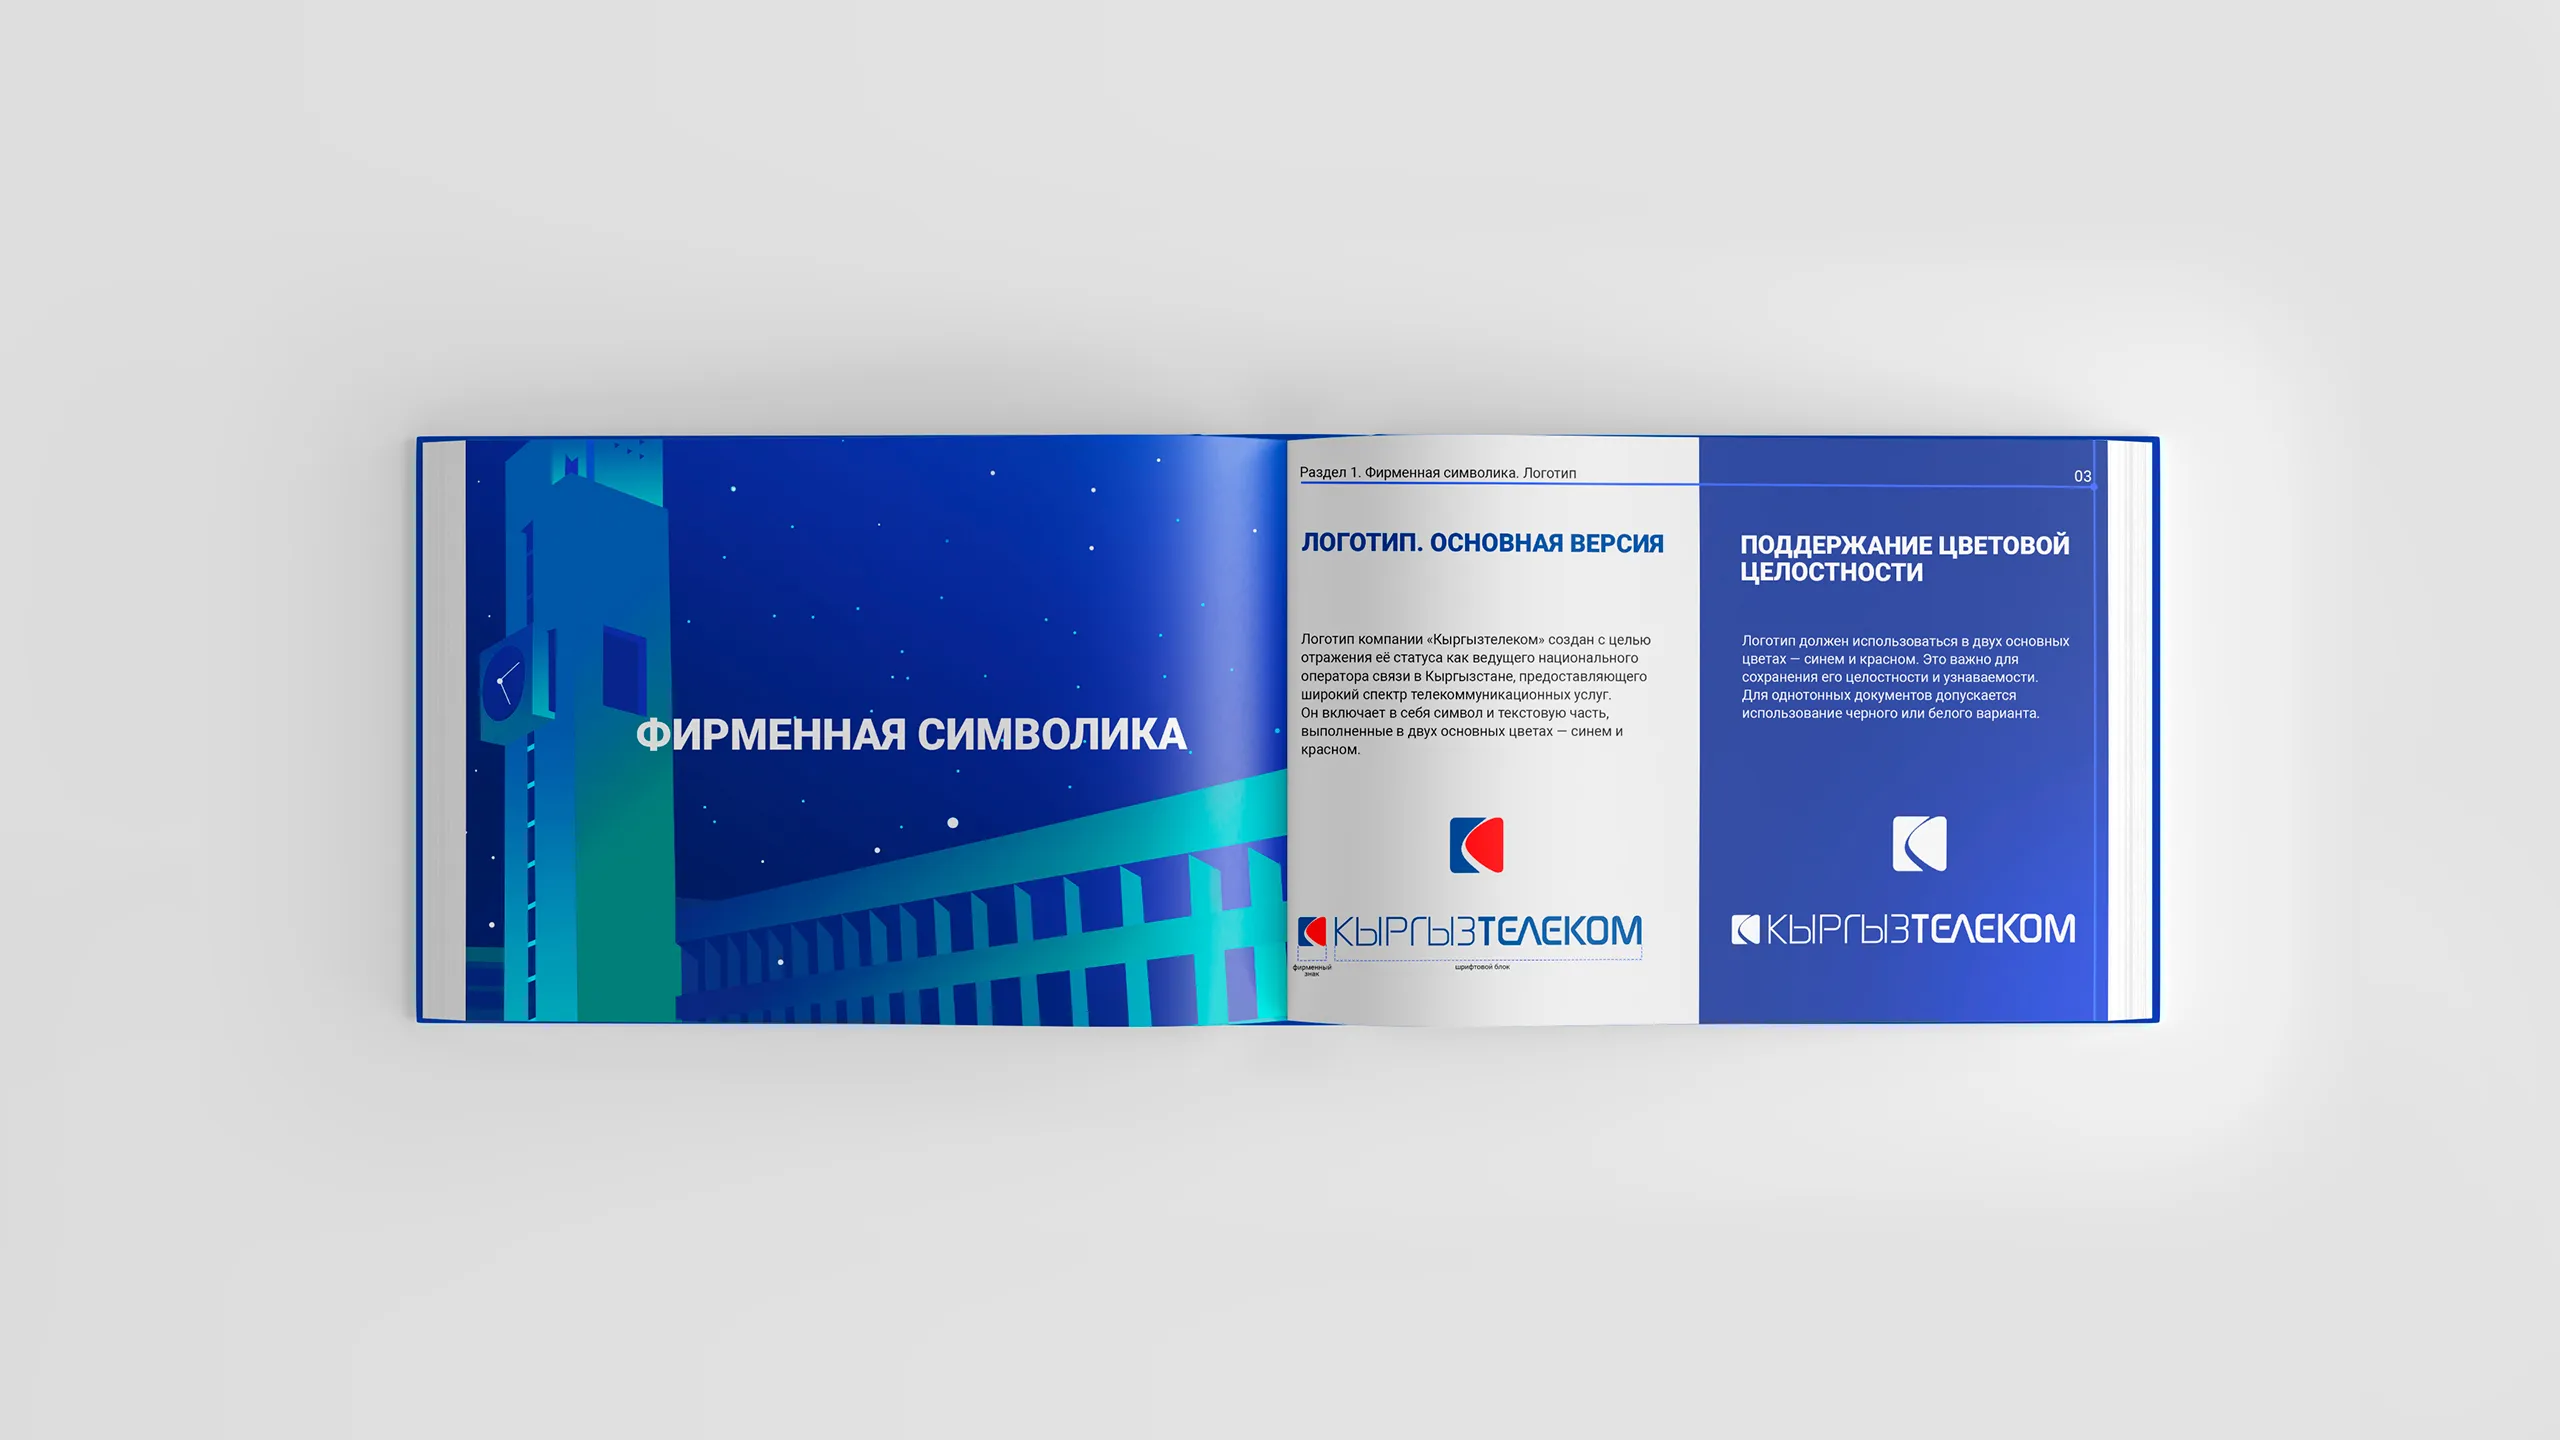 ФИРМЕННАЯ СИМВОЛИКА
Раздел 1. Фирменная символика. Логотип
ЛОГОТИП. ОСНОВНАЯ ВЕРСИЯ
Логотип компании «Кыргызтелеком» создан с целью
отражения её статуса как ведущего национального
оператора связи в Кыргызстане, предоставляющего
широкий спектр телекоммуникационных услуг.
Он включает в себя символ и текстовую часть,
выполненные в двух основных цветах — синем и
красном.
КЫРГЫЗТЕЛЕКОМ
фирменный
знак
шрифтовой блок
03
ПОДДЕРЖАНИЕ ЦВЕТОВОЙ
ЦЕЛОСТНОСТИ
Логотип должен использоваться в двух основных
цветах — синем и красном. Это важно для
сохранения его целостности и узнаваемости.
Для однотонных документов допускается
использование черного или белого варианта.
КЫРГЫЗТЕЛЕКОМ